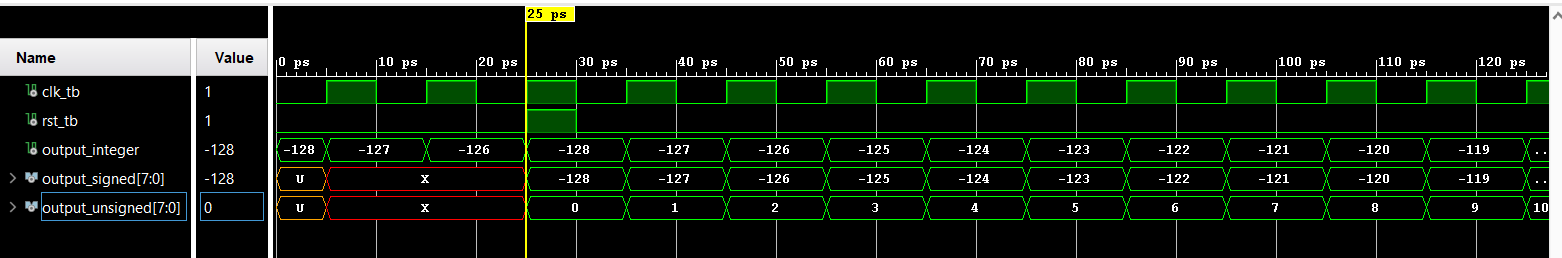 25 ps
Name Value
0 ps 10 ps 20 ps 30 ps 40 ps 50 ps 60 ps 70 ps 80 ps 90 ps 100 ps 110 ps 120 ps
clk_tb 1
rst_tb 1
output_integer -128 -128 -127 -126 -128 -127 -126 -125 -124 -123 -122 -121 -120 -119 ..
output_signed[7:0] -128 U X -128 -127 -126 -125 -124 -123 -122 -121 -120 -119 ..
output_unsigned[7:0] 0 U X 0 1 2 3 4 5 6 7 8 9 10